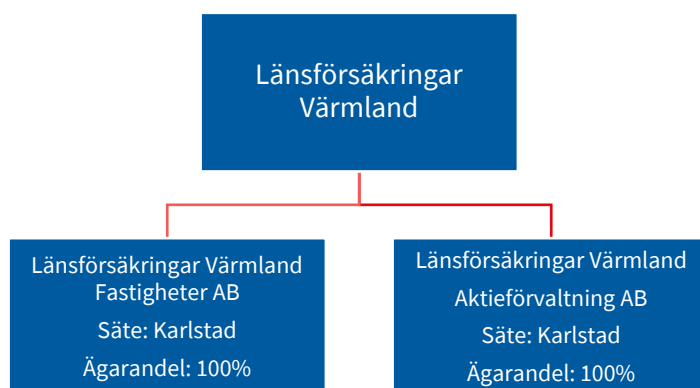 Länsförsäkringar
Värmland
Länsförsäkringar Värmland
Fastigheter AB
Säte: Karlstad
Ägarandel: 100%
Länsförsäkringar Värmland
Aktieförvaltning AB
Säte: Karlstad
Ägarandel: 100%